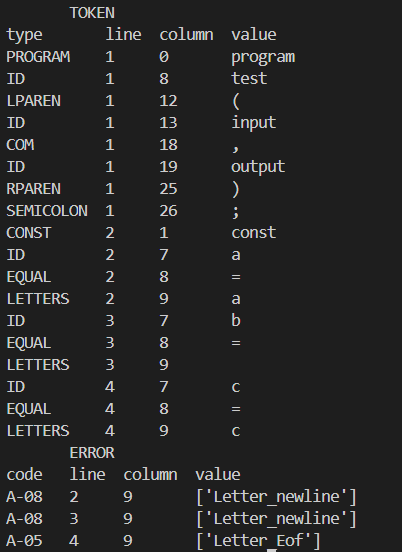 TOKEN
type line column value
PROGRAM 1 0 program
ID 1 8 test
LPAREN 1 12 (
ID 1 13 input
COM 1 18 ,
ID 1 19 output
RPAREN 1 25 )
SEMICOLON 1 26 ;
CONST 2 1 const
ID 2 7 a
EQUAL 2 8 =
LETTERS 2 9 a
ID 3 7 b
EQUAL 3 8 =
LETTERS 3 9
ID 4 7 c
EQUAL 4 8 =
LETTERS 4 9 c
ERROR
code line column value
A-08 2 9 ['Letter_newline']
A-08 3 9 ['Letter_newline']
A-05 4 9 ['Letter_Eof']